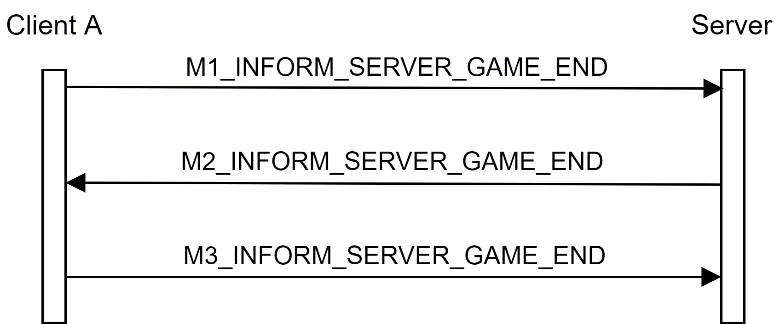 Client A
Server
M1_INFORM_SERVER_GAME_END
M2_INFORM_SERVER_GAME_END
M3_INFORM_SERVER_GAME_END